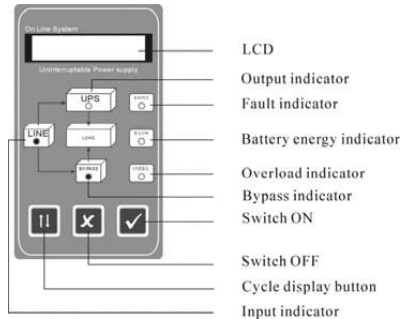 On Line System
LCD
Uninterruptable Power supply
Output indicator
UPS
Fault indicator
LINE
LOAD
Battery energy indicator
BYPASS
Overload indicator
Bypass indicator
Switch ON
Switch OFF
Cycle display button
Input indicator